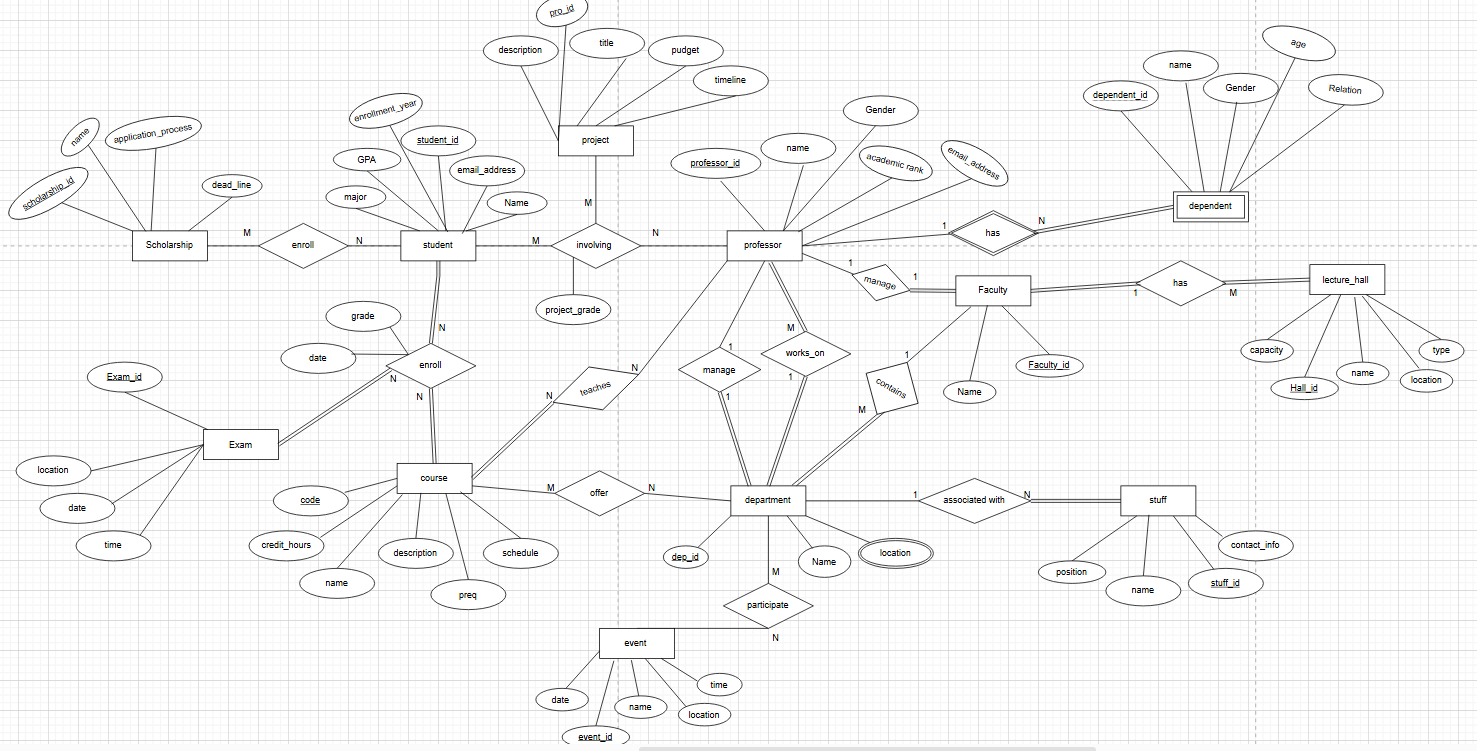 pro_id
description
title
pudget
timeline
project
enrollment_year
student_id
GPA
email_address
major
Name
student
name
application_process
scholarship_id
dead_line
Scholarship
M
enroll
N
M
M
involving
N
project_grade
Gender
name
professor_id
academic rank
email_address
professor
age
name
dependent_id
Gender
Relation
dependent
1
has
N
1
manage
1
Faculty
1
has
M
lecture_hall
capacity
Hall_id
name
location
type
Name
Faculty_id
1
contains
M
M
works_on
1
1
manage
1
N
teaches
N
grade
date
N
enroll
N
N
Exam_id
Exam
location
date
time
course
code
credit_hours
name
description
preq
schedule
M
offer
N
department
dep_id
Name
location
1
associated with
N
stuff
position
name
stuff_id
contact_info
M
participate
N
event
date
event_id
name
location
time